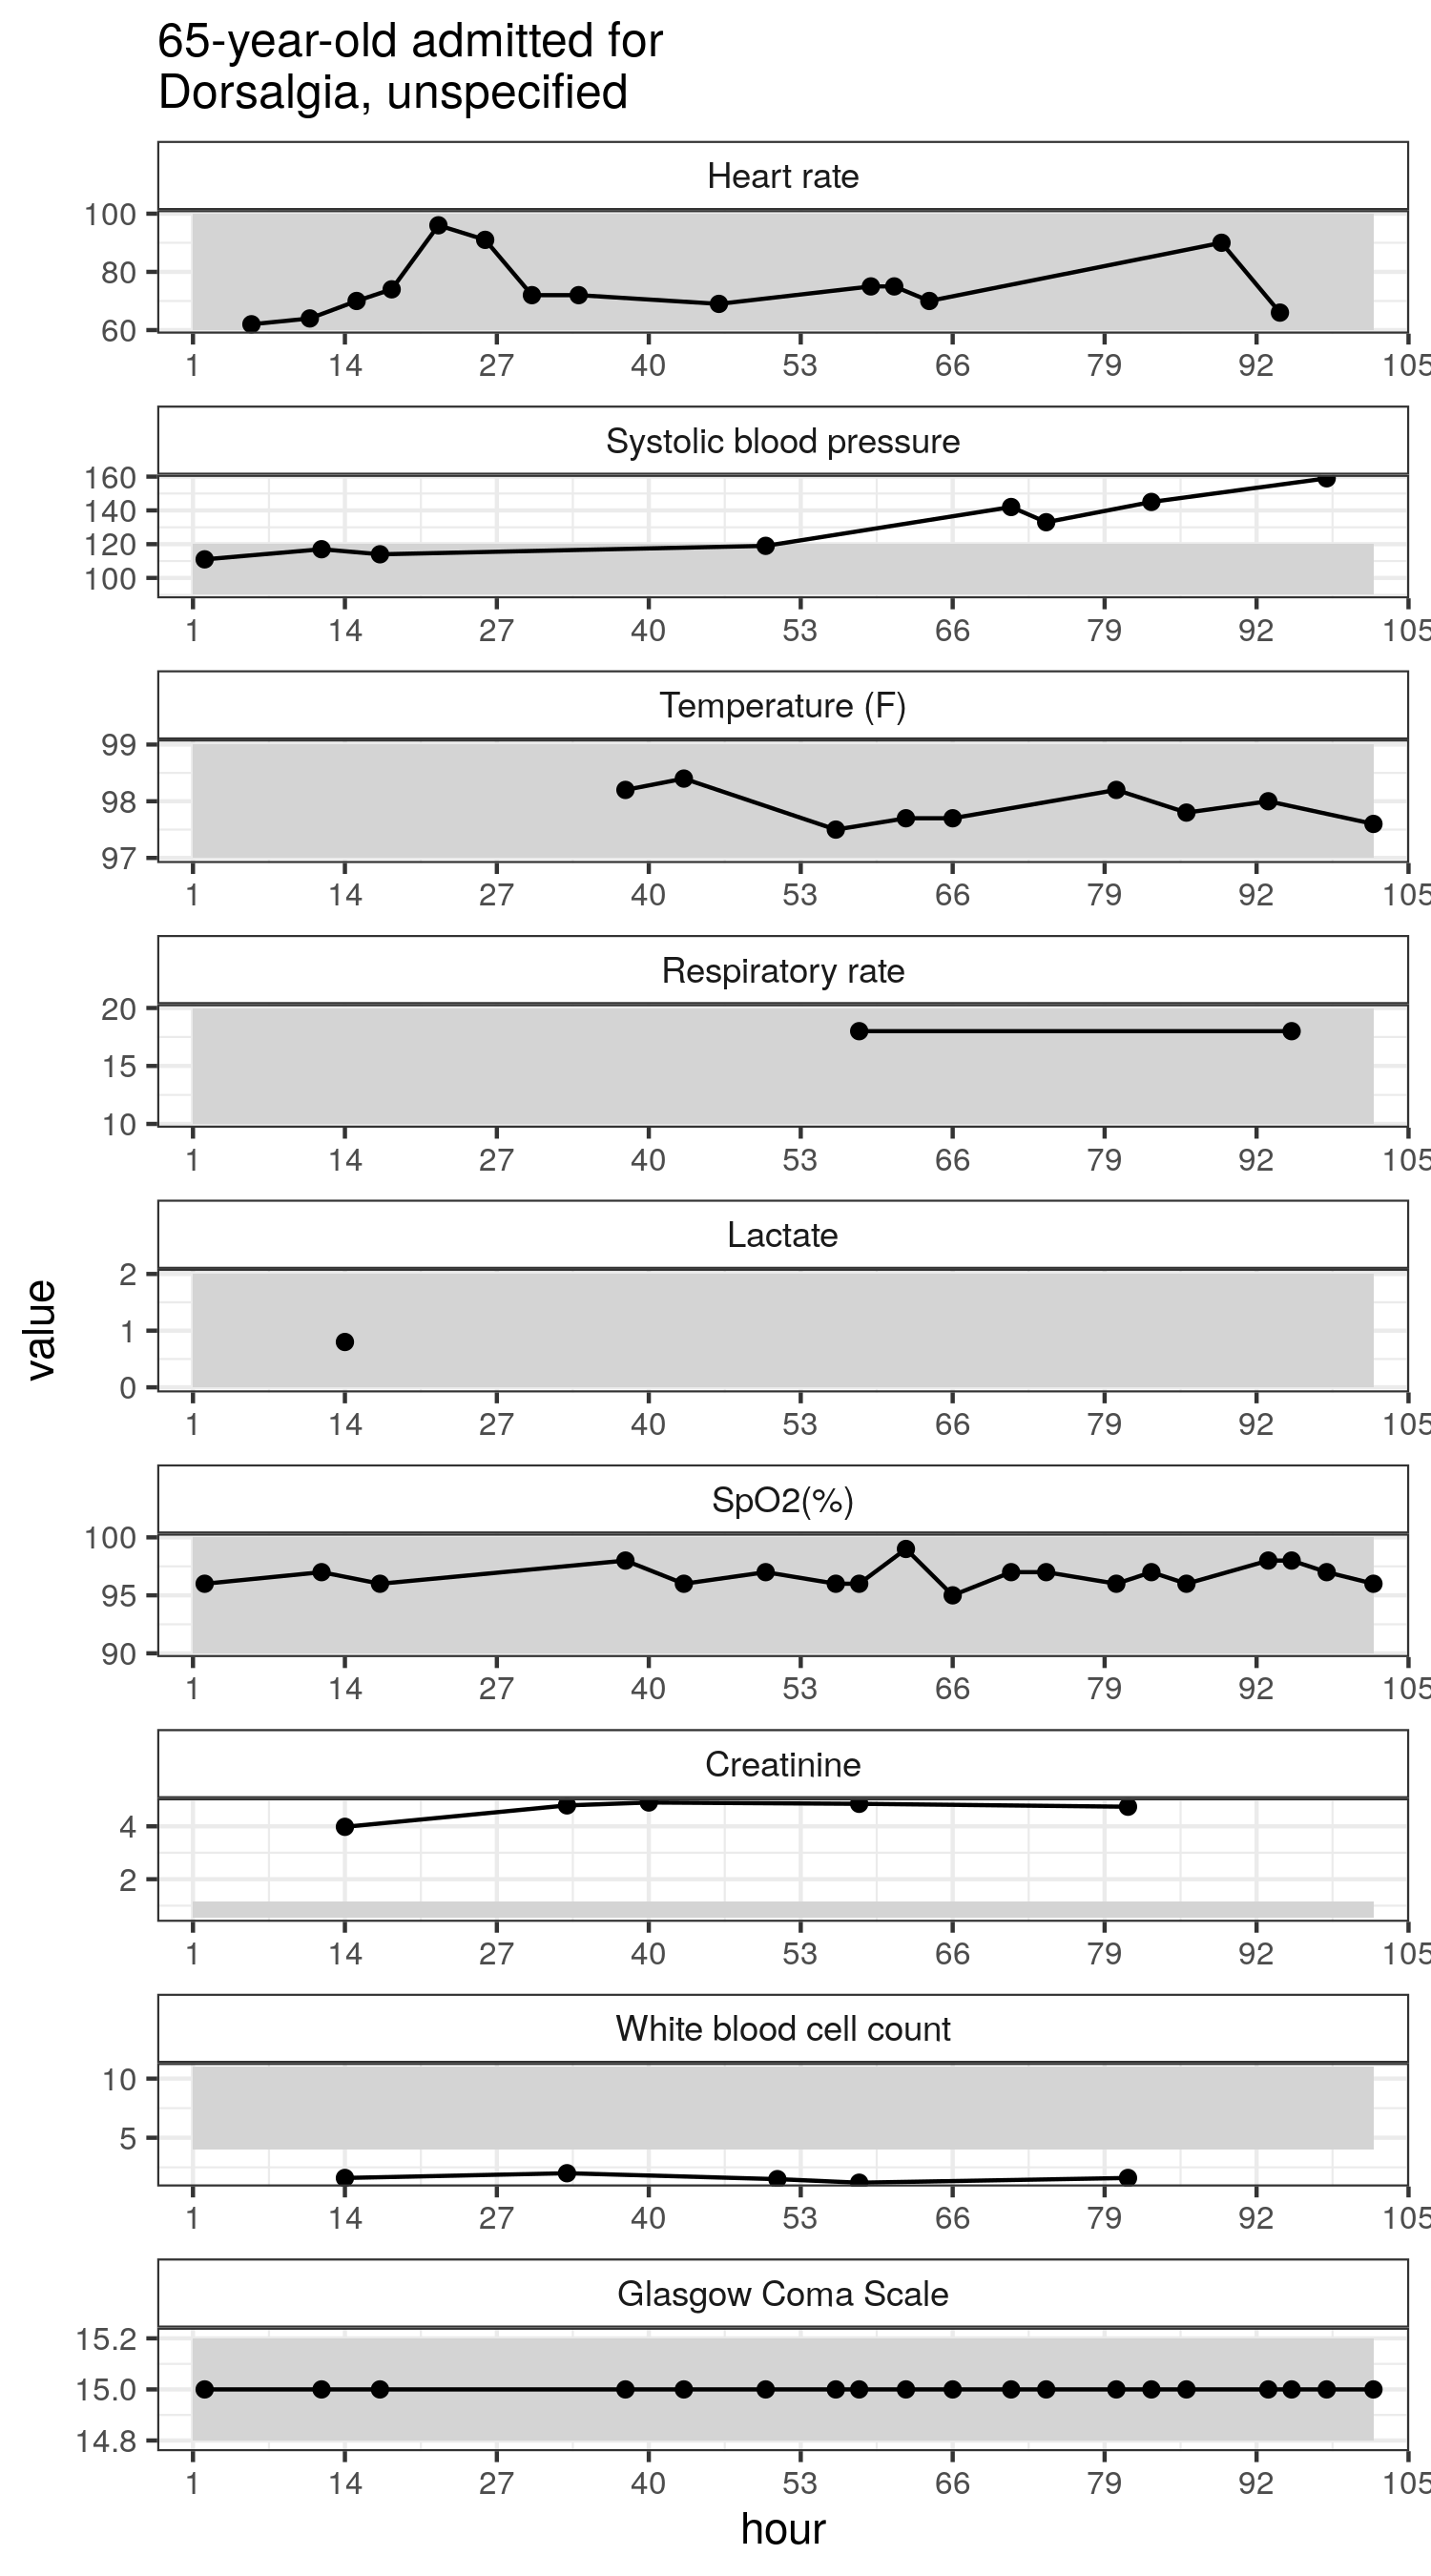 65-year-old admitted for
Dorsalgia, unspecified
Heart rate
100
80
60
1 14 27 40 53 66 79 92 105
Systolic blood pressure
160
140
120
100
1 14 27 40 53 66 79 92 105
Temperature (F)
99
98
97
1 14 27 40 53 66 79 92 105
Respiratory rate
20
15
10
1 14 27 40 53 66 79 92 105
Lactate
2
1
0
1 14 27 40 53 66 79 92 105
value
SpO2(%)
100
95
90
1 14 27 40 53 66 79 92 105
Creatinine
4
2
1 14 27 40 53 66 79 92 105
White blood cell count
10
5
1 14 27 40 53 66 79 92 105
Glasgow Coma Scale
15.2
15.0
14.8
1 14 27 40 53 66 79 92 105
hour